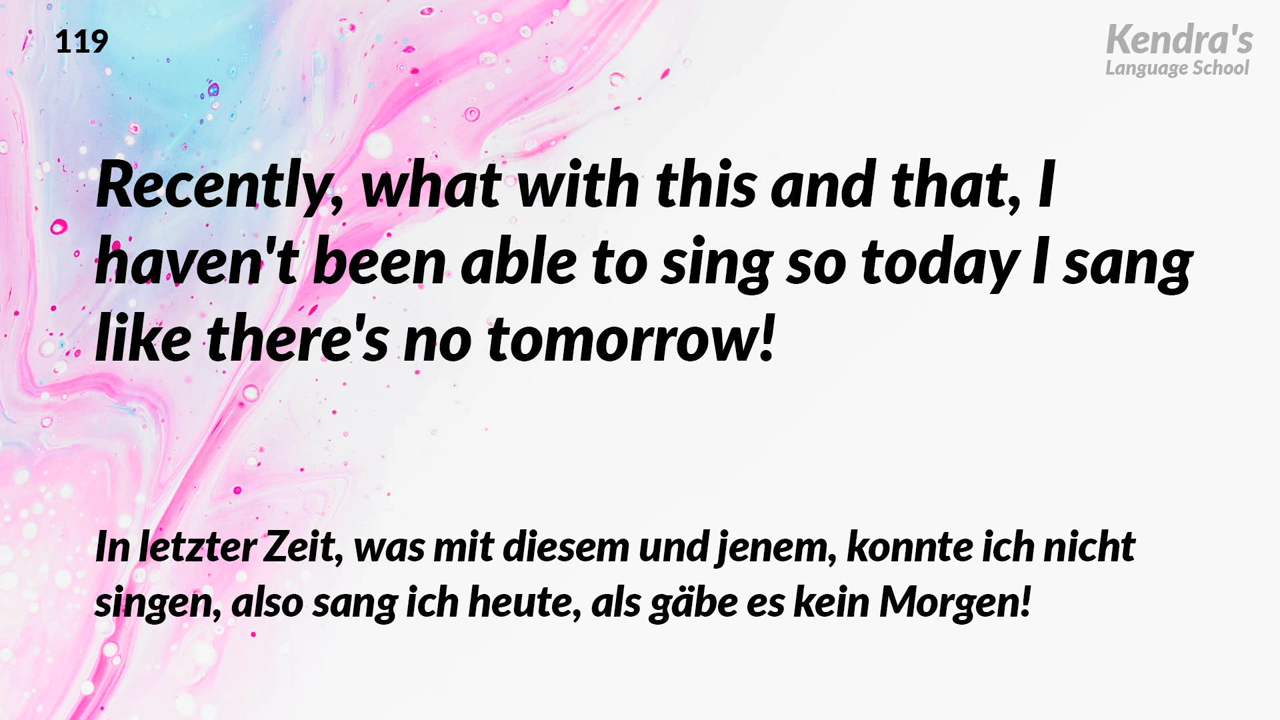 119
Kendra's
Language School
Recently, what with this and that, I
haven't been able to sing so today I sang
like there's no tomorrow!
In letzter Zeit, was mit diesem und jenem, konnte ich nicht
singen, also sang ich heute, als gäbe es kein Morgen!